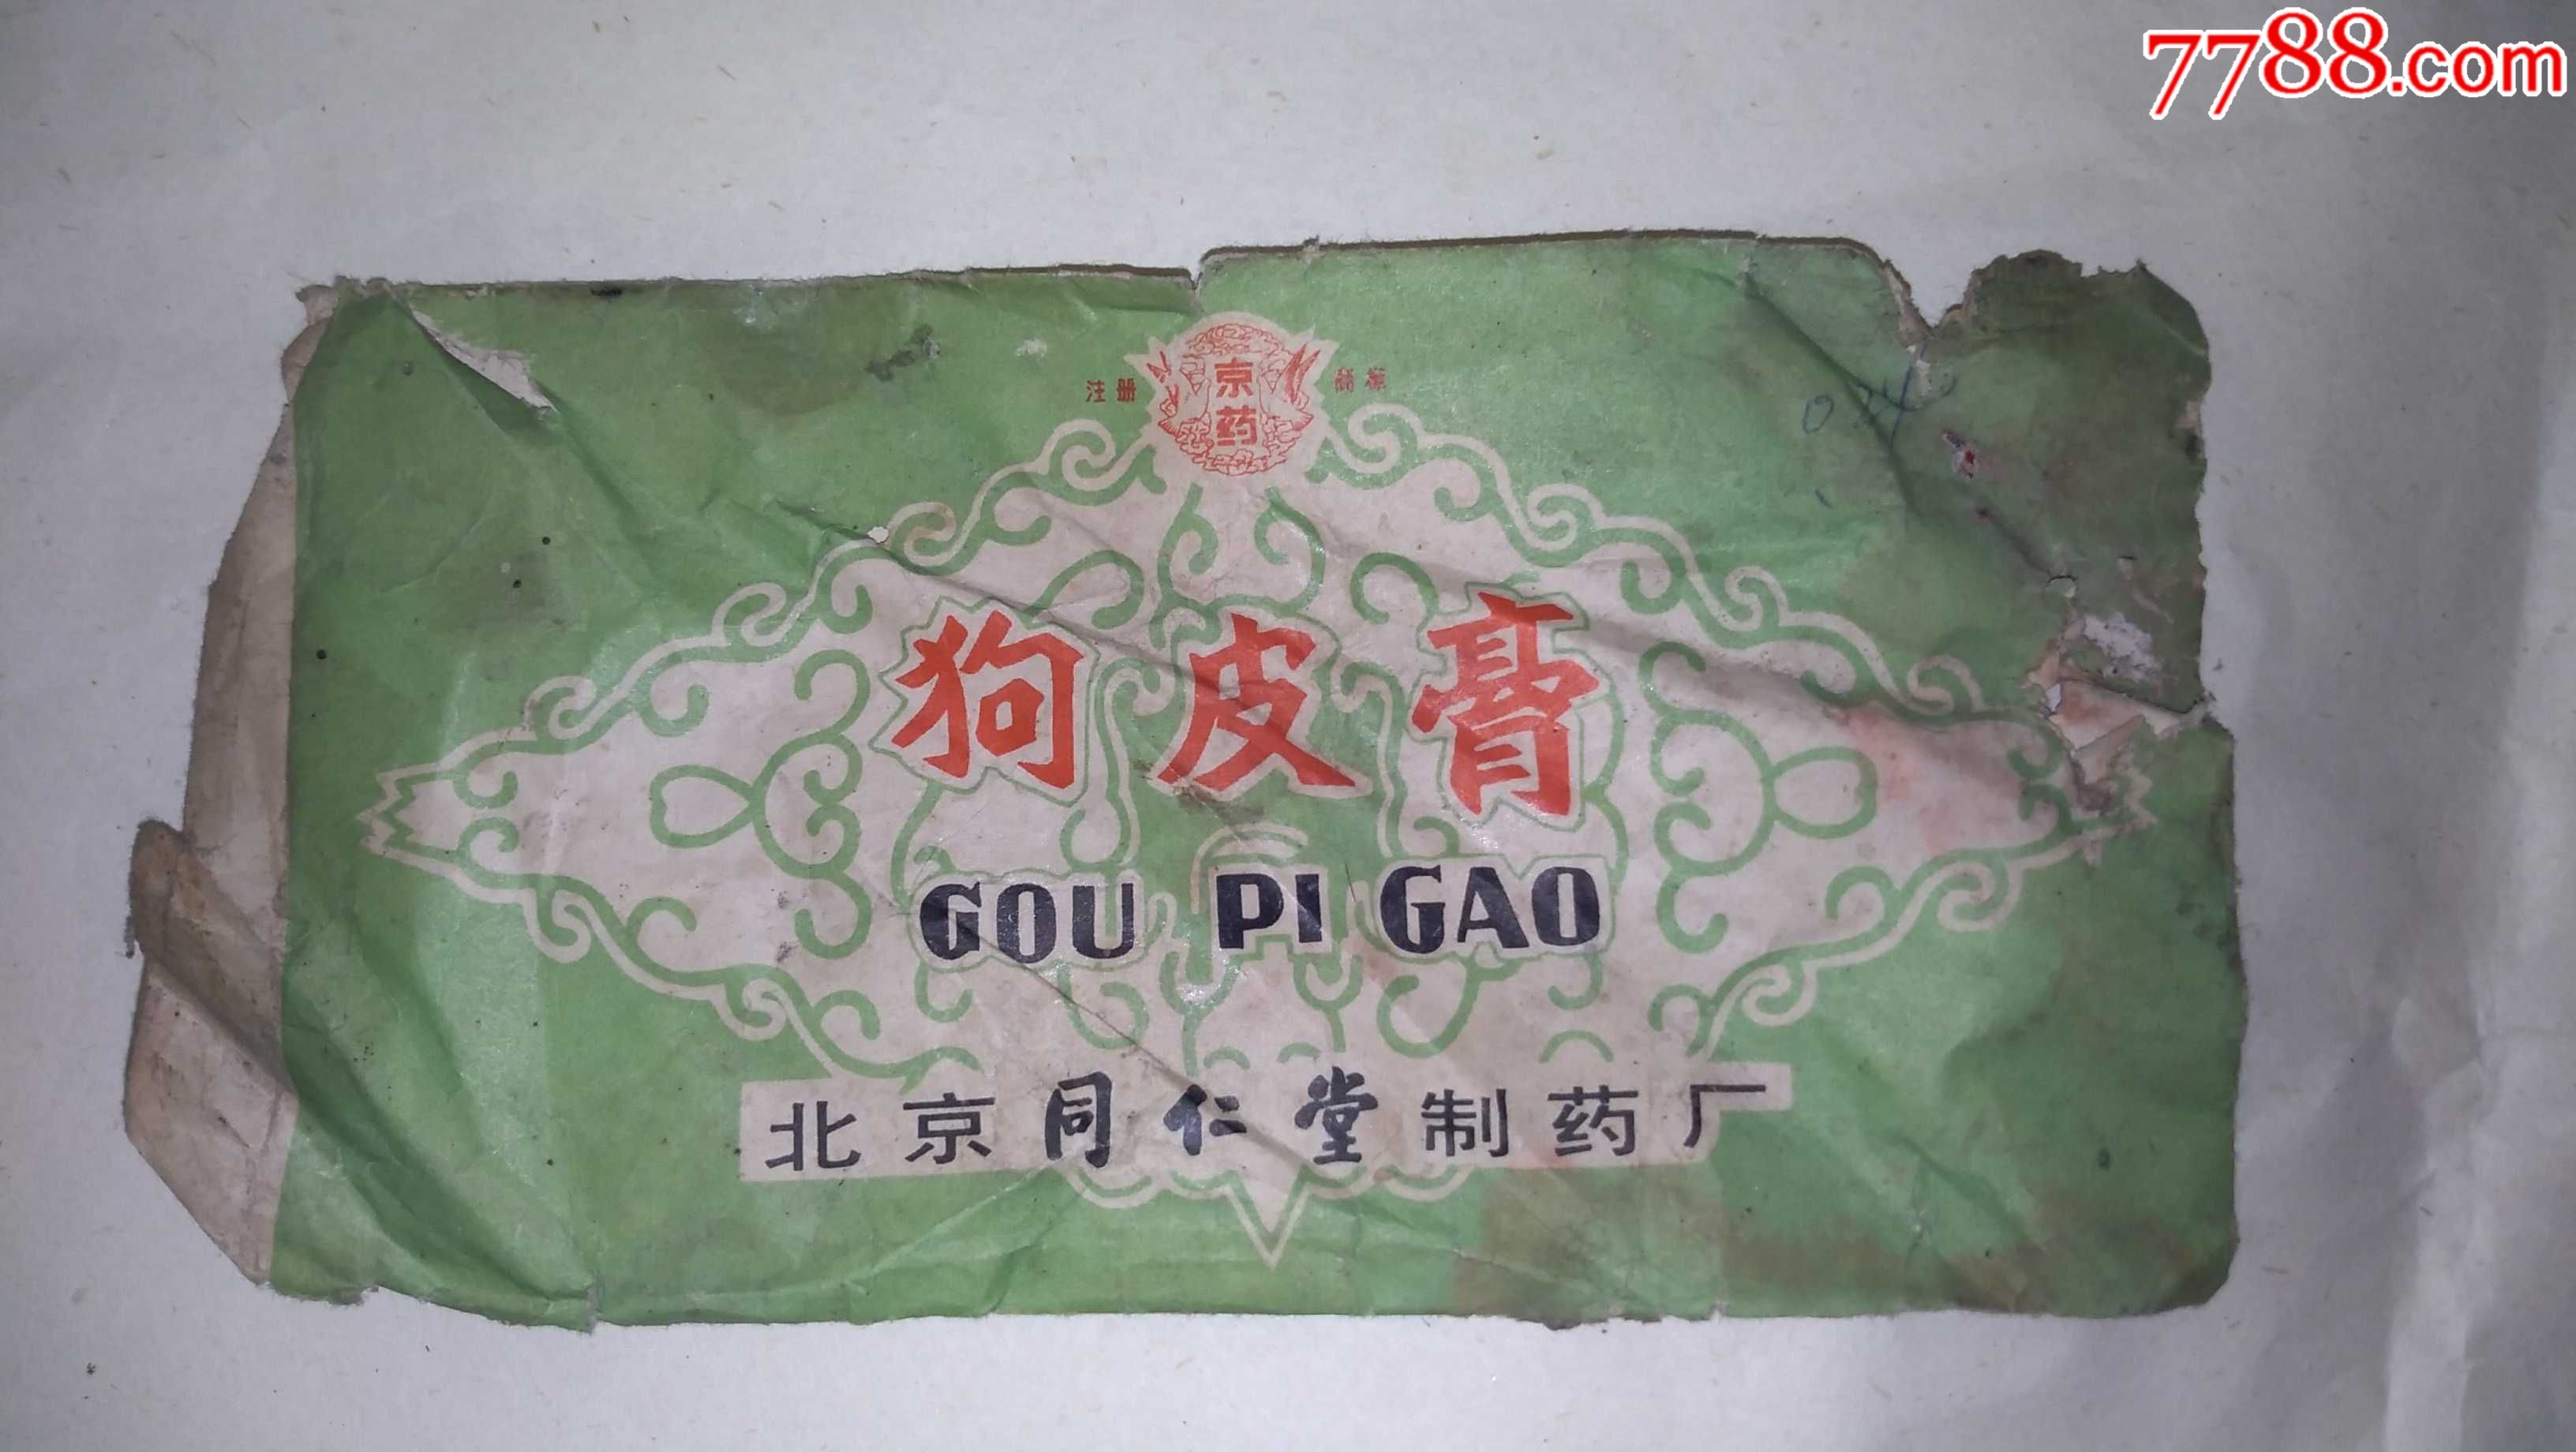 7788.com
注册 京药 商标
狗皮膏
GOU PI GAO
北京同仁堂制药厂